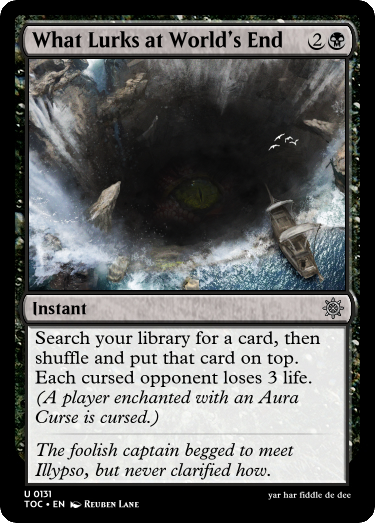 What Lurks at World's End 2
Instant
Search your library for a card, then
shuffle and put that card on top.
Each cursed opponent loses 3 life.
(A player enchanted with an Aura
Curse is cursed.)
The foolish captain begged to meet
Illypso, but never clarified how.
U 0131
TOC • EN Reuben Lane
yar har fiddle de dee